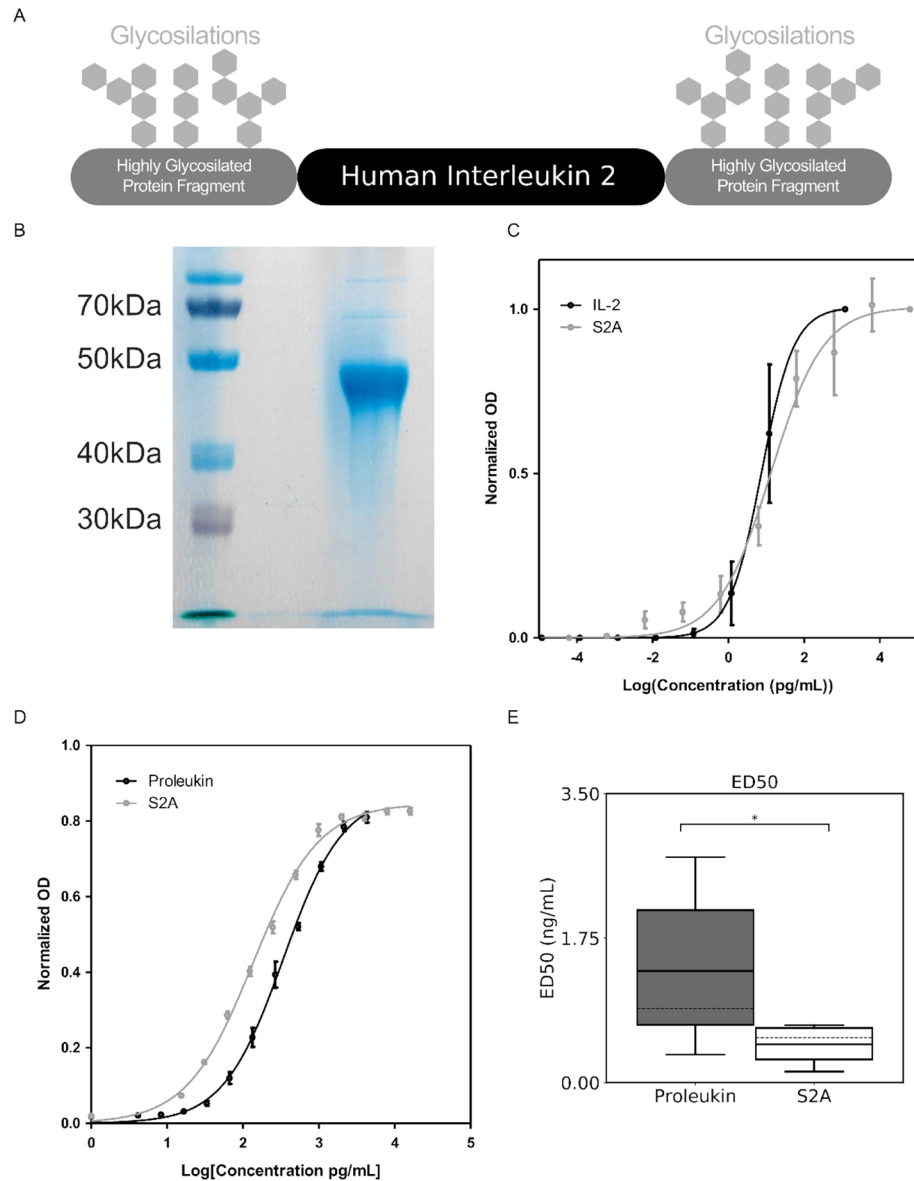 A
Glycosilations
Glycosilations
Highly Glycosilated
Protein Fragment
Human Interleukin 2
Highly Glycosilated
Protein Fragment
B
70kDa
50kDa
40kDa
30kDa
C
IL-2
S2A
1.0
0.5
0.0
Normalized OD
-4
-2
0
2
4
Log(Concentration (pg/mL))
D
Proleukin
S2A
1.0
0.8
0.6
0.4
0.2
0.0
Normalized OD
0
1
2
3
4
5
Log[Concentration pg/mL]
E
ED50
3.50
1.75
0.00
ED50 (ng/mL)
*
Proleukin
S2A